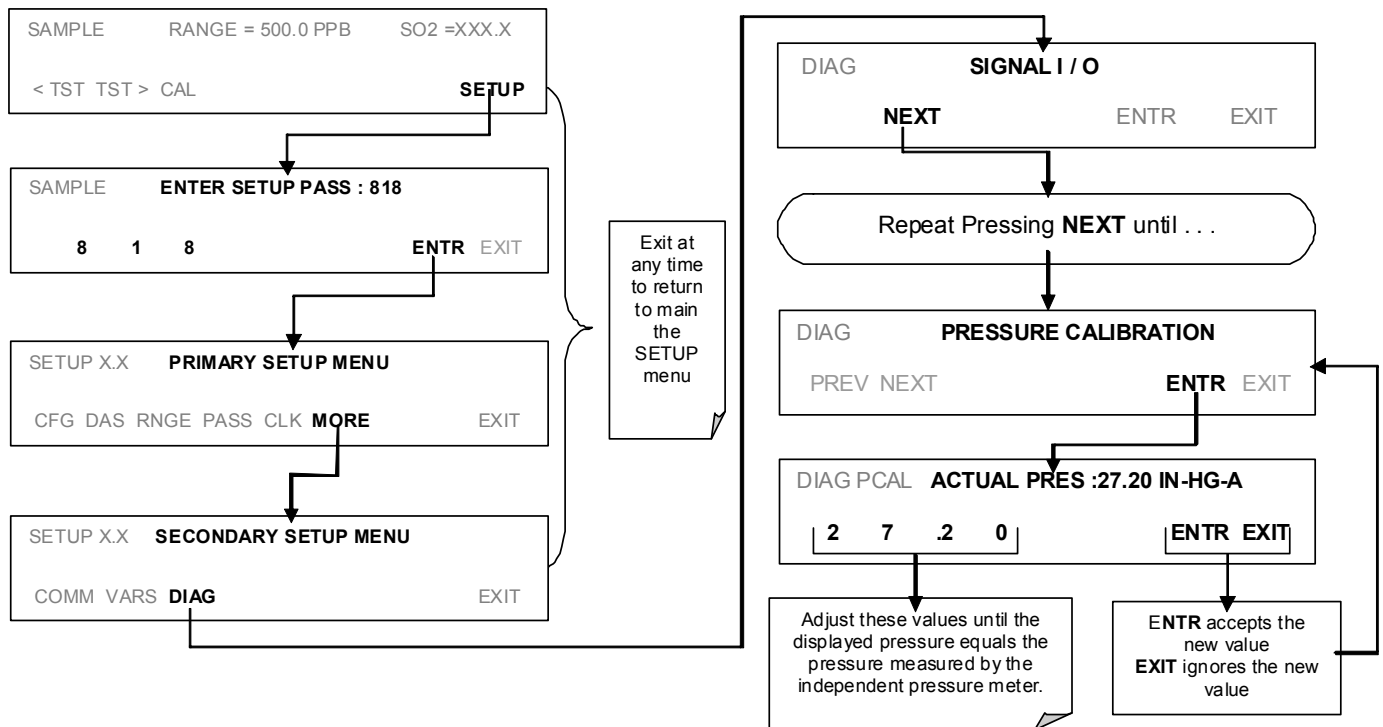 SAMPLE RANGE = 500.0 PPB SO2 =XXX.X
< TST TST > CAL SETUP
SAMPLE ENTER SETUP PASS : 818
8 1 8 ENTR EXIT
SETUP X.X PRIMARY SETUP MENU
CFG DAS RNGE PASS CLK MORE EXIT
SETUP X.X SECONDARY SETUP MENU
COMM VARS DIAG EXIT
Exit at
any time
to return
to main
the
SETUP
menu
DIAG SIGNAL I / O
NEXT ENTR EXIT
Repeat Pressing NEXT until . . .
DIAG PRESSURE CALIBRATION
PREV NEXT ENTR EXIT
DIAG PCAL ACTUAL PRES :27.20 IN-HG-A
2 7 .2 0 ENTR EXIT
Adjust these values until the
displayed pressure equals the
pressure measured by the
independent pressure meter.
ENTR accepts the
new value
EXIT ignores the new
value